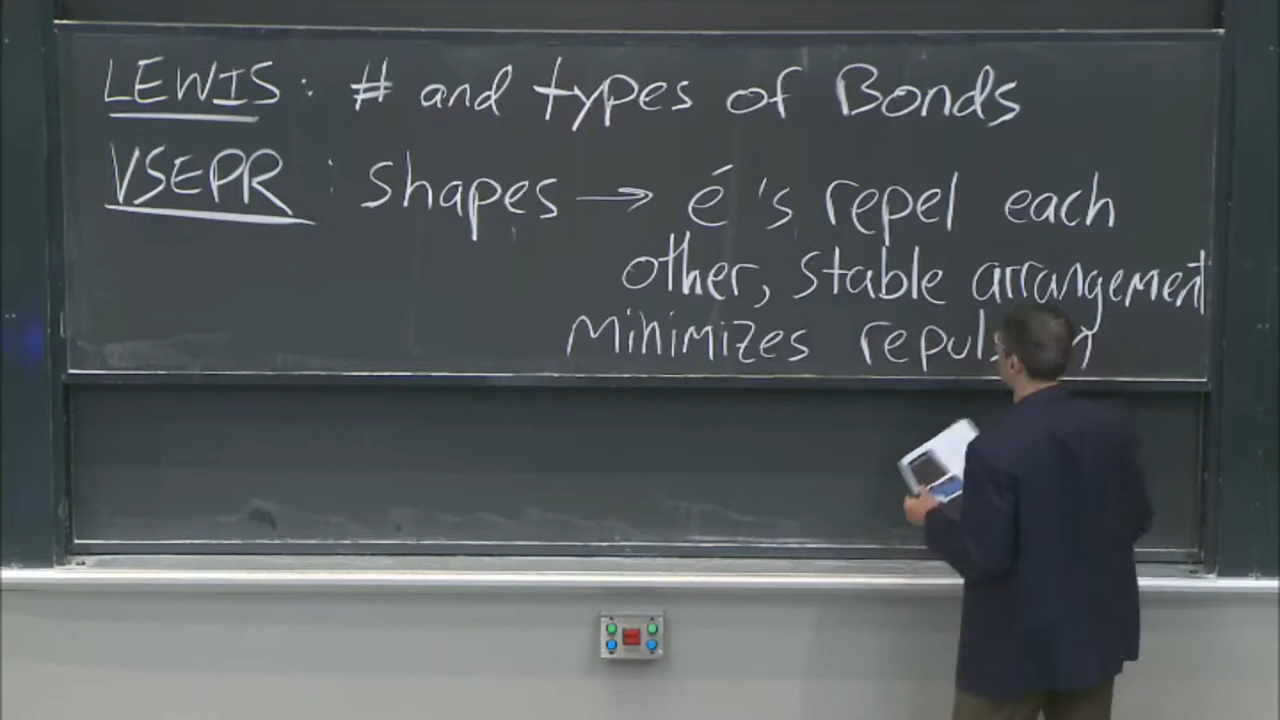 LEWIS: # and types of Bonds
VSEPR: shapes → é's repel each
other, stable arrangement
minimizes